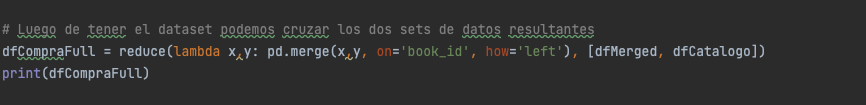 # Luego de tener el dataset podemos cruzar los dos sets de datos resultantes
dfCompraFull = reduce(lambda x,y: pd.merge(x,y, on='book_id', how='left'), [dfMerged, dfCatalogo])
print(dfCompraFull)